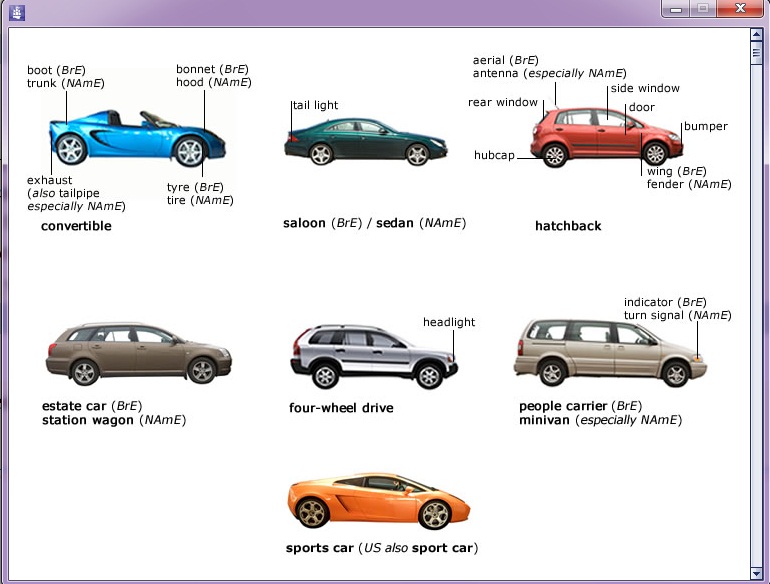 boot (BrE)
trunk (NAmE)
bonnet (BrE)
hood (NAmE)
exhaust
(also tailpipe
especially NAmE)
tyre (BrE)
tire (NAmE)
convertible
tail light
saloon (BrE) / sedan (NAmE)
aerial (BrE)
antenna (especially NAmE)
side window
rear window
door
bumper
hubcap
wing (BrE)
fender (NAmE)
hatchback
estate car (BrE)
station wagon (NAmE)
headlight
four-wheel drive
indicator (BrE)
turn signal (NAmE)
people carrier (BrE)
minivan (especially NAmE)
sports car (US also sport car)